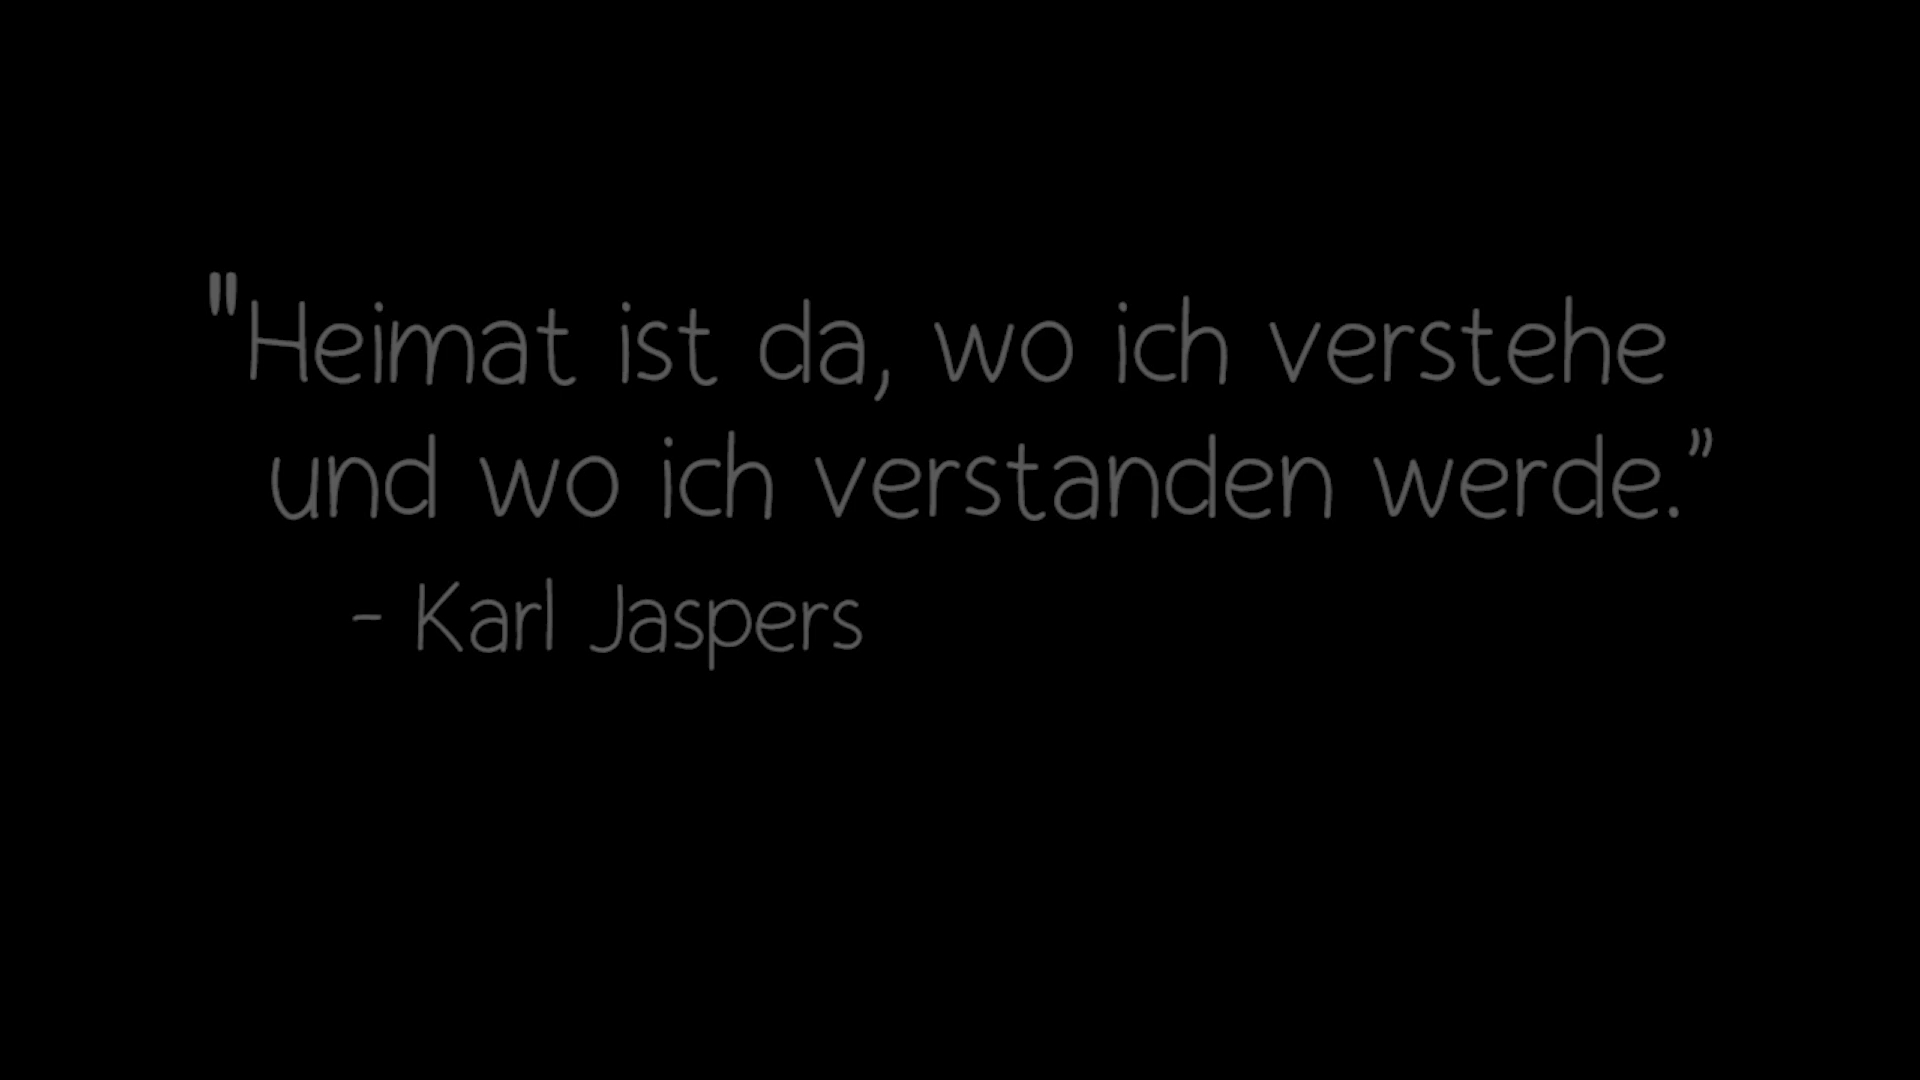 "Heimat ist da, wo ich verstehe
und wo ich verstanden werde.”
- Karl Jaspers